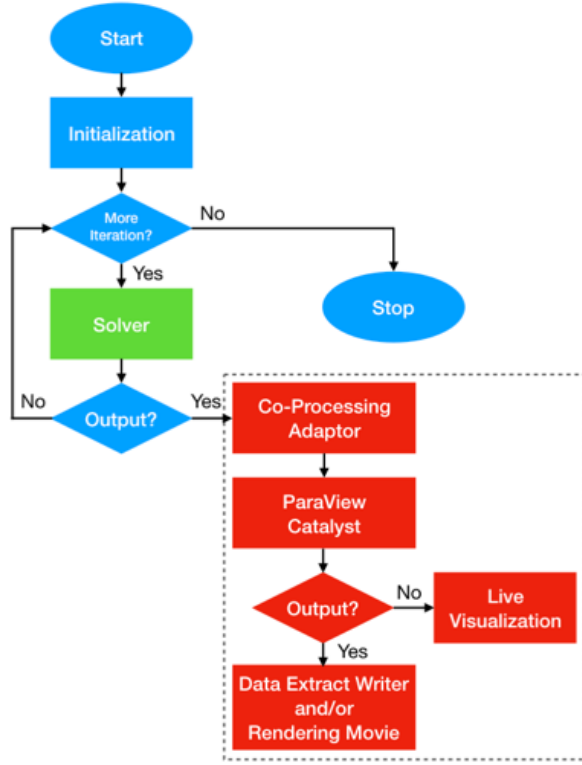 Start
Initialization
More
Iteration?
No
Yes
Solver
Stop
No
Output?
Yes
Co-Processing
Adaptor
ParaView
Catalyst
Output?
No
Live
Visualization
Yes
Data Extract Writer
and/or
Rendering Movie